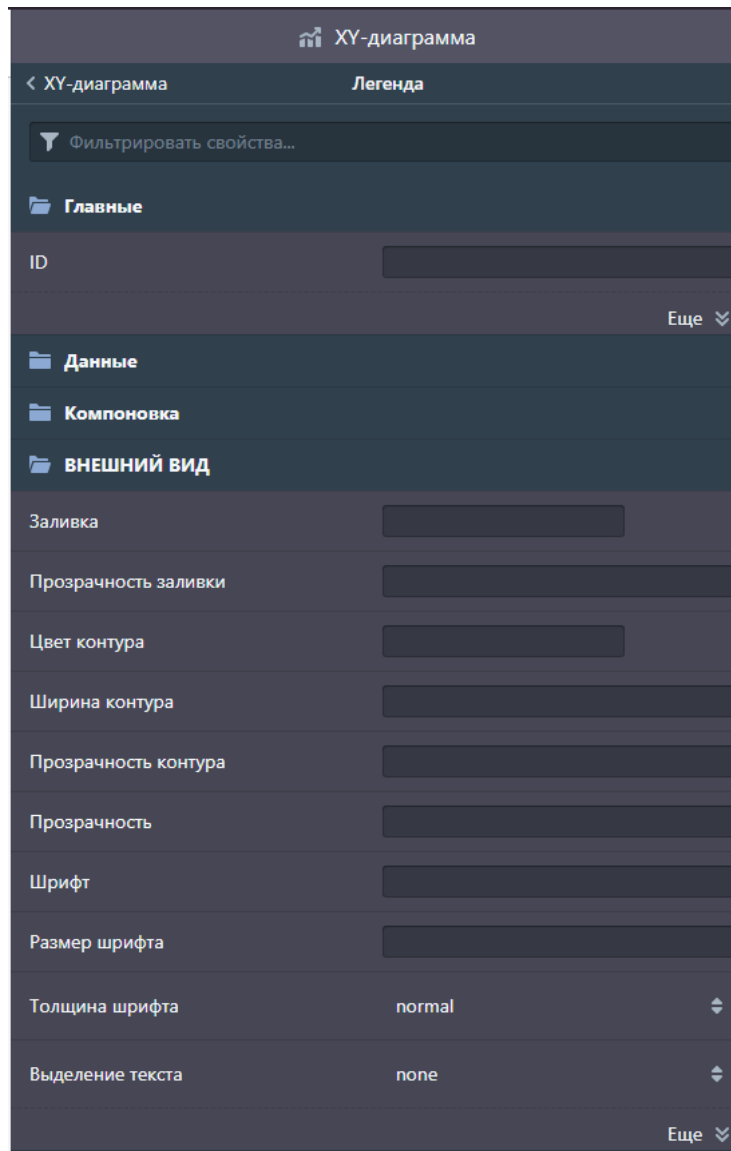 XY-диаграмма
XY-диаграмма Легенда
Фильтрировать свойства...
Главные
ID
Еще
Данные
Компоновка
ВНЕШНИЙ ВИД
Заливка
Прозрачность заливки
Цвет контура
Ширина контура
Прозрачность контура
Прозрачность
Шрифт
Размер шрифта
Толщина шрифта normal
Выделение текста none
Еще